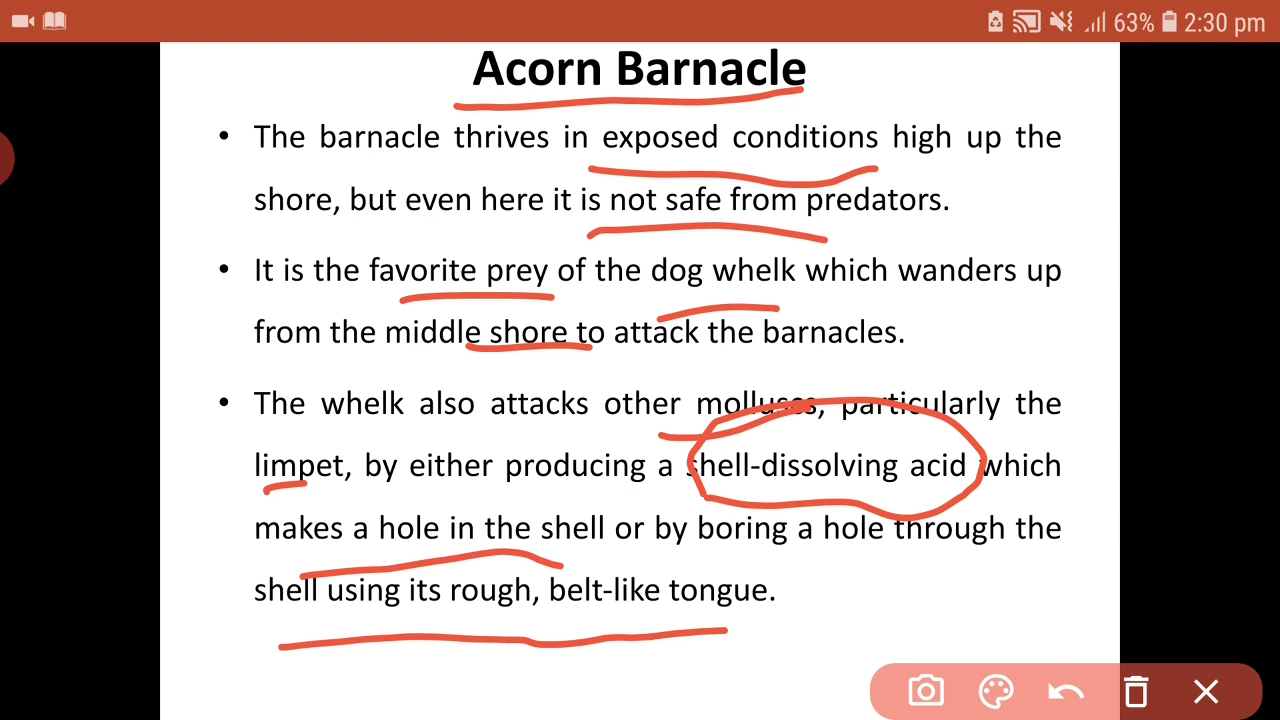 63% 2:30 pm
Acorn Barnacle
• The barnacle thrives in exposed conditions high up the
shore, but even here it is not safe from predators.
• It is the favorite prey of the dog whelk which wanders up
from the middle shore to attack the barnacles.
• The whelk also attacks other molluscs, particularly the
limpet, by either producing a shell-dissolving acid which
makes a hole in the shell or by boring a hole through the
shell using its rough, belt-like tongue.